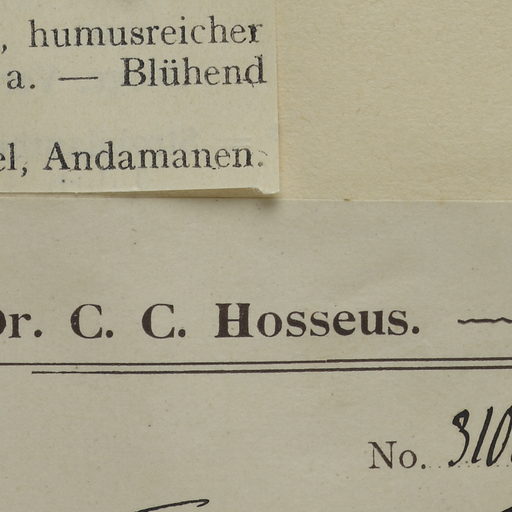 , humusreicher
a. — Blühend
el, Andamanen.
Dr. C. C. Hosseus.
No. 310